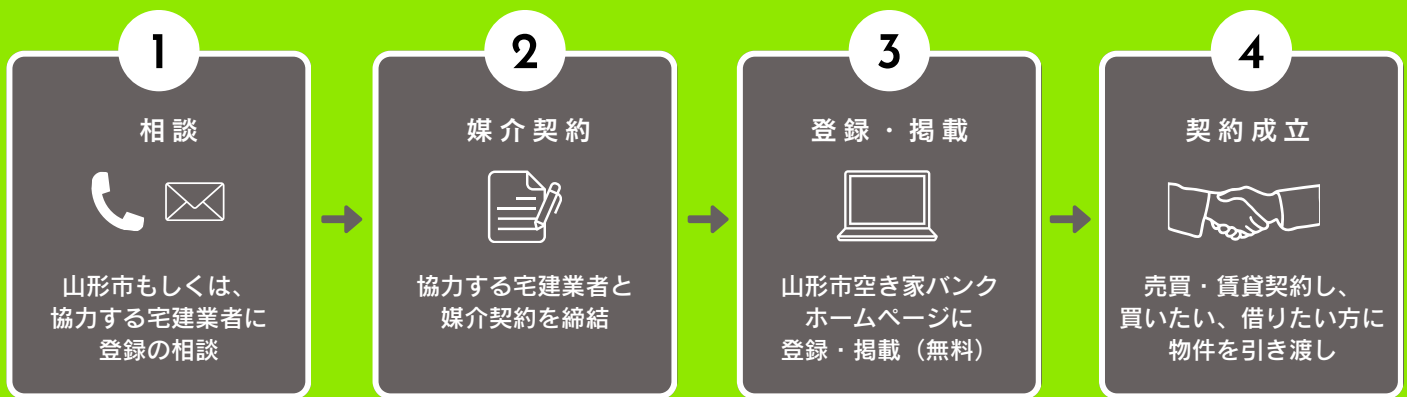 1
相談
山形市もしくは、
協力する宅建業者に
登録の相談
2
媒介契約
協力する宅建業者と
媒介契約を締結
3
登録・掲載
山形市空き家バンク
ホームページに
登録・掲載（無料）
4
契約成立
売買・賃貸契約し、
買いたい、借りたい方に
物件を引き渡し